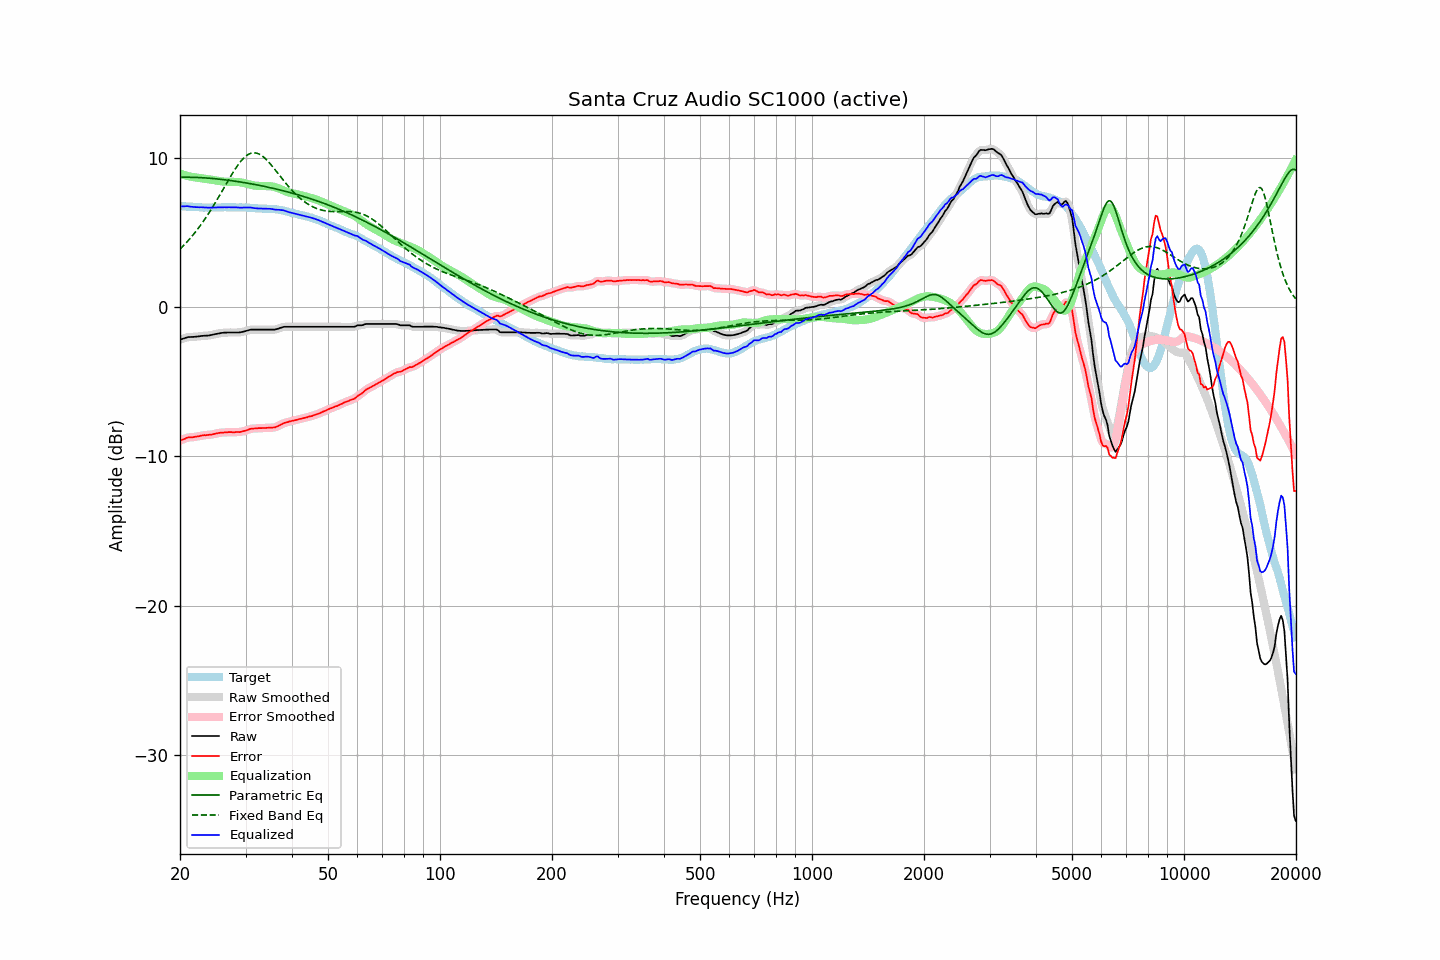 Santa Cruz Audio SC1000 (active)
Amplitude (dBr)
10
0
−10
−20
−30
Target
Raw Smoothed
Error Smoothed
Raw
Error
Equalization
Parametric Eq
Fixed Band Eq
Equalized
20 50 100 200 500 1000 2000 5000 10000 20000
Frequency (Hz)